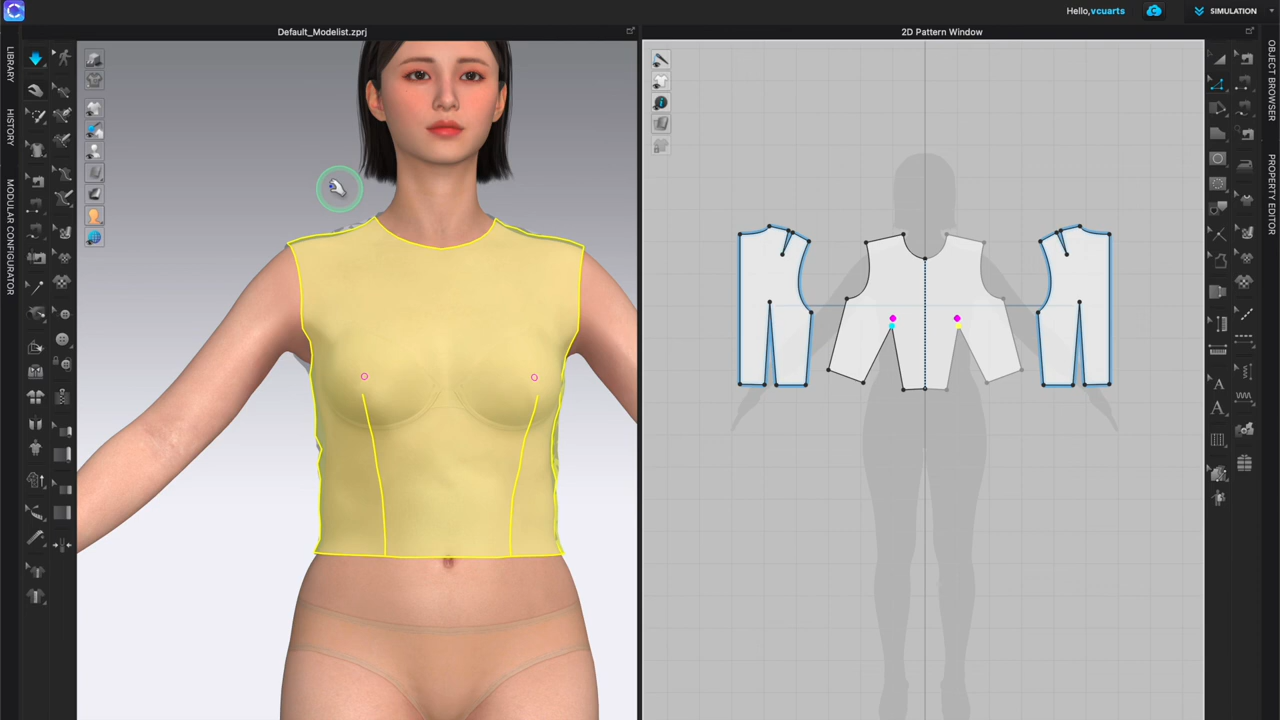 Hello,vcuarts
SIMULATION
Default_Modelist.zprj
2D Pattern Window
LIBRARY
HISTORY
MODULAR CONFIGURATOR
OBJECT BROWSER
PROPERTY EDITOR